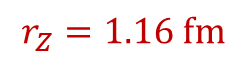 r_Z = 1.16 fm